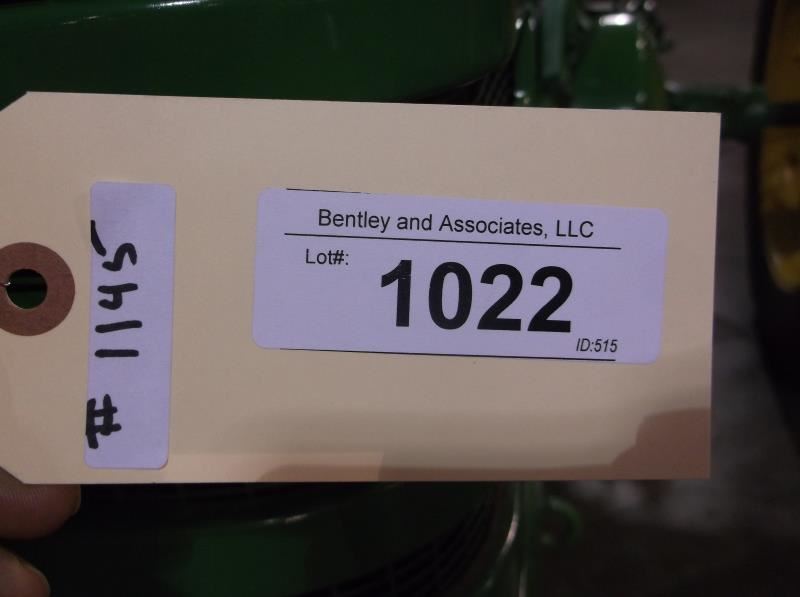 Bentley and Associates, LLC
Lot#: 1022
ID:515
# 1145